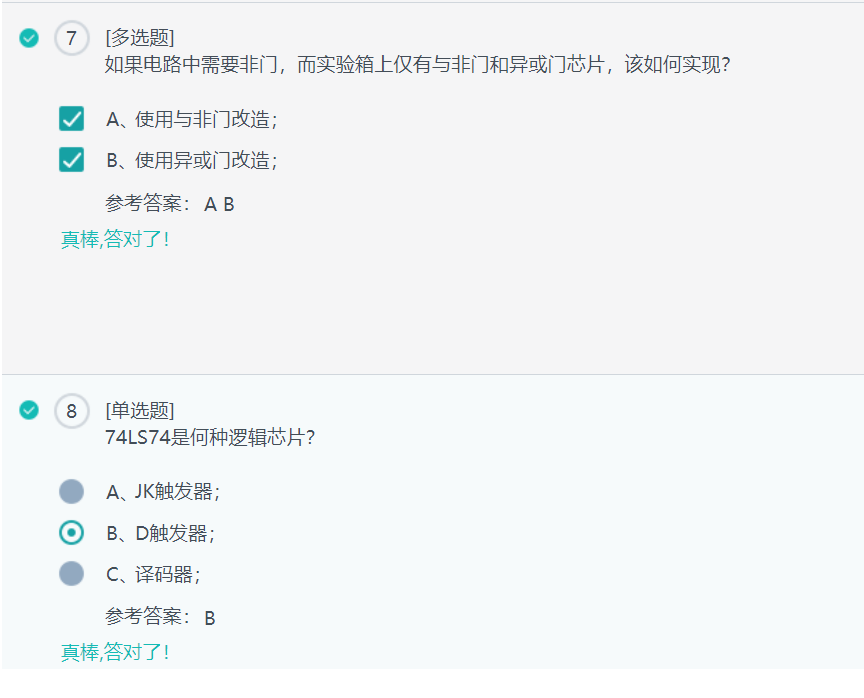 7
[多选题]
如果电路中需要非门，而实验箱上仅有与非门和异或门芯片，该如何实现？
A、使用与非门改造；
B、使用异或门改造；
参考答案： A B
真棒,答对了！
8
[单选题]
74LS74是何种逻辑芯片？
A、JK触发器；
B、D触发器；
C、译码器；
参考答案： B
真棒,答对了！